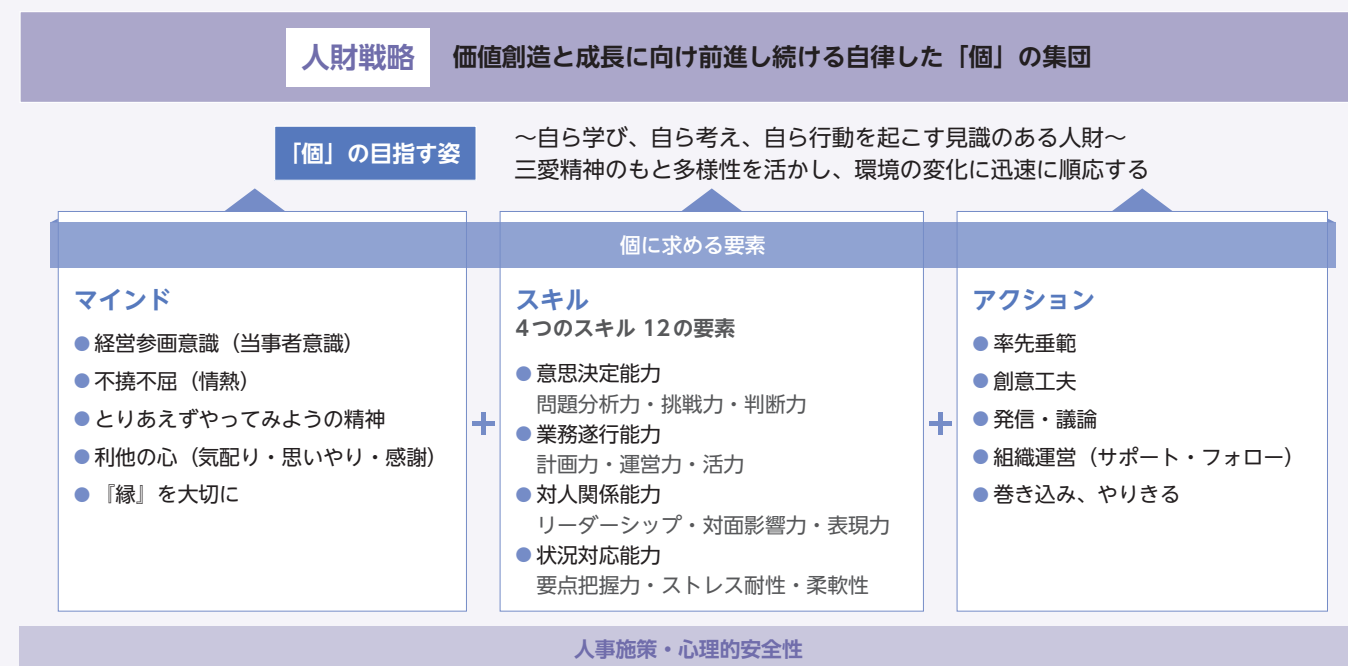 人財戦略 価値創造と成長に向け前進し続ける自律した「個」の集団
「個」の目指す姿
～自ら学び、自ら考え、自ら行動を起こす見識のある人財～
三愛精神のもと多様性を活かし、環境の変化に迅速に順応する
個に求める要素
マインド
●経営参画意識（当事者意識）
●不撓不屈（情熱）
●とりあえずやってみようの精神
●利他の心（気配り・思いやり・感謝）
●『縁』を大切に
+
スキル
4つのスキル 12の要素
●意思決定能力
問題分析力・挑戦力・判断力
●業務遂行能力
計画力・運営力・活力
●対人関係能力
リーダーシップ・対面影響力・表現力
●状況対応能力
要点把握力・ストレス耐性・柔軟性
+
アクション
●率先垂範
●創意工夫
●発信・議論
●組織運営（サポート・フォロー）
●巻き込み、やりきる
人事施策・心理的安全性